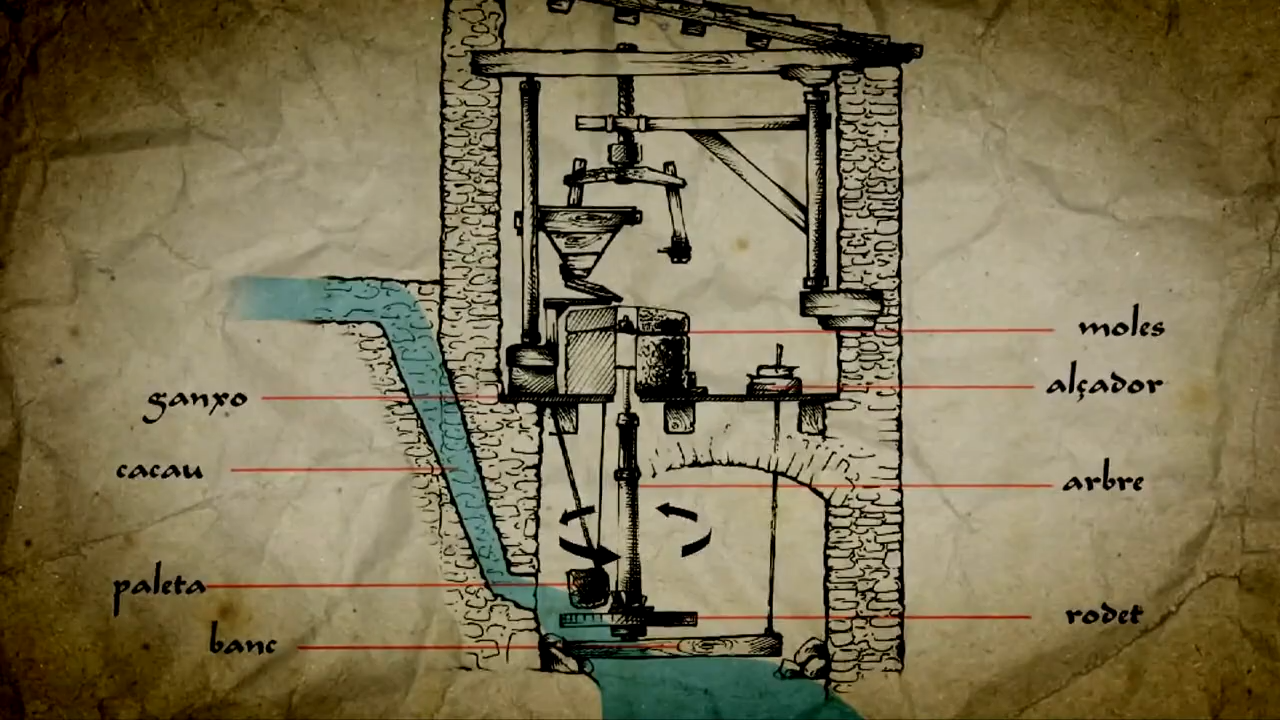 moles
alçador
ganxo
cacau
arbre
paleta
rodet
banc